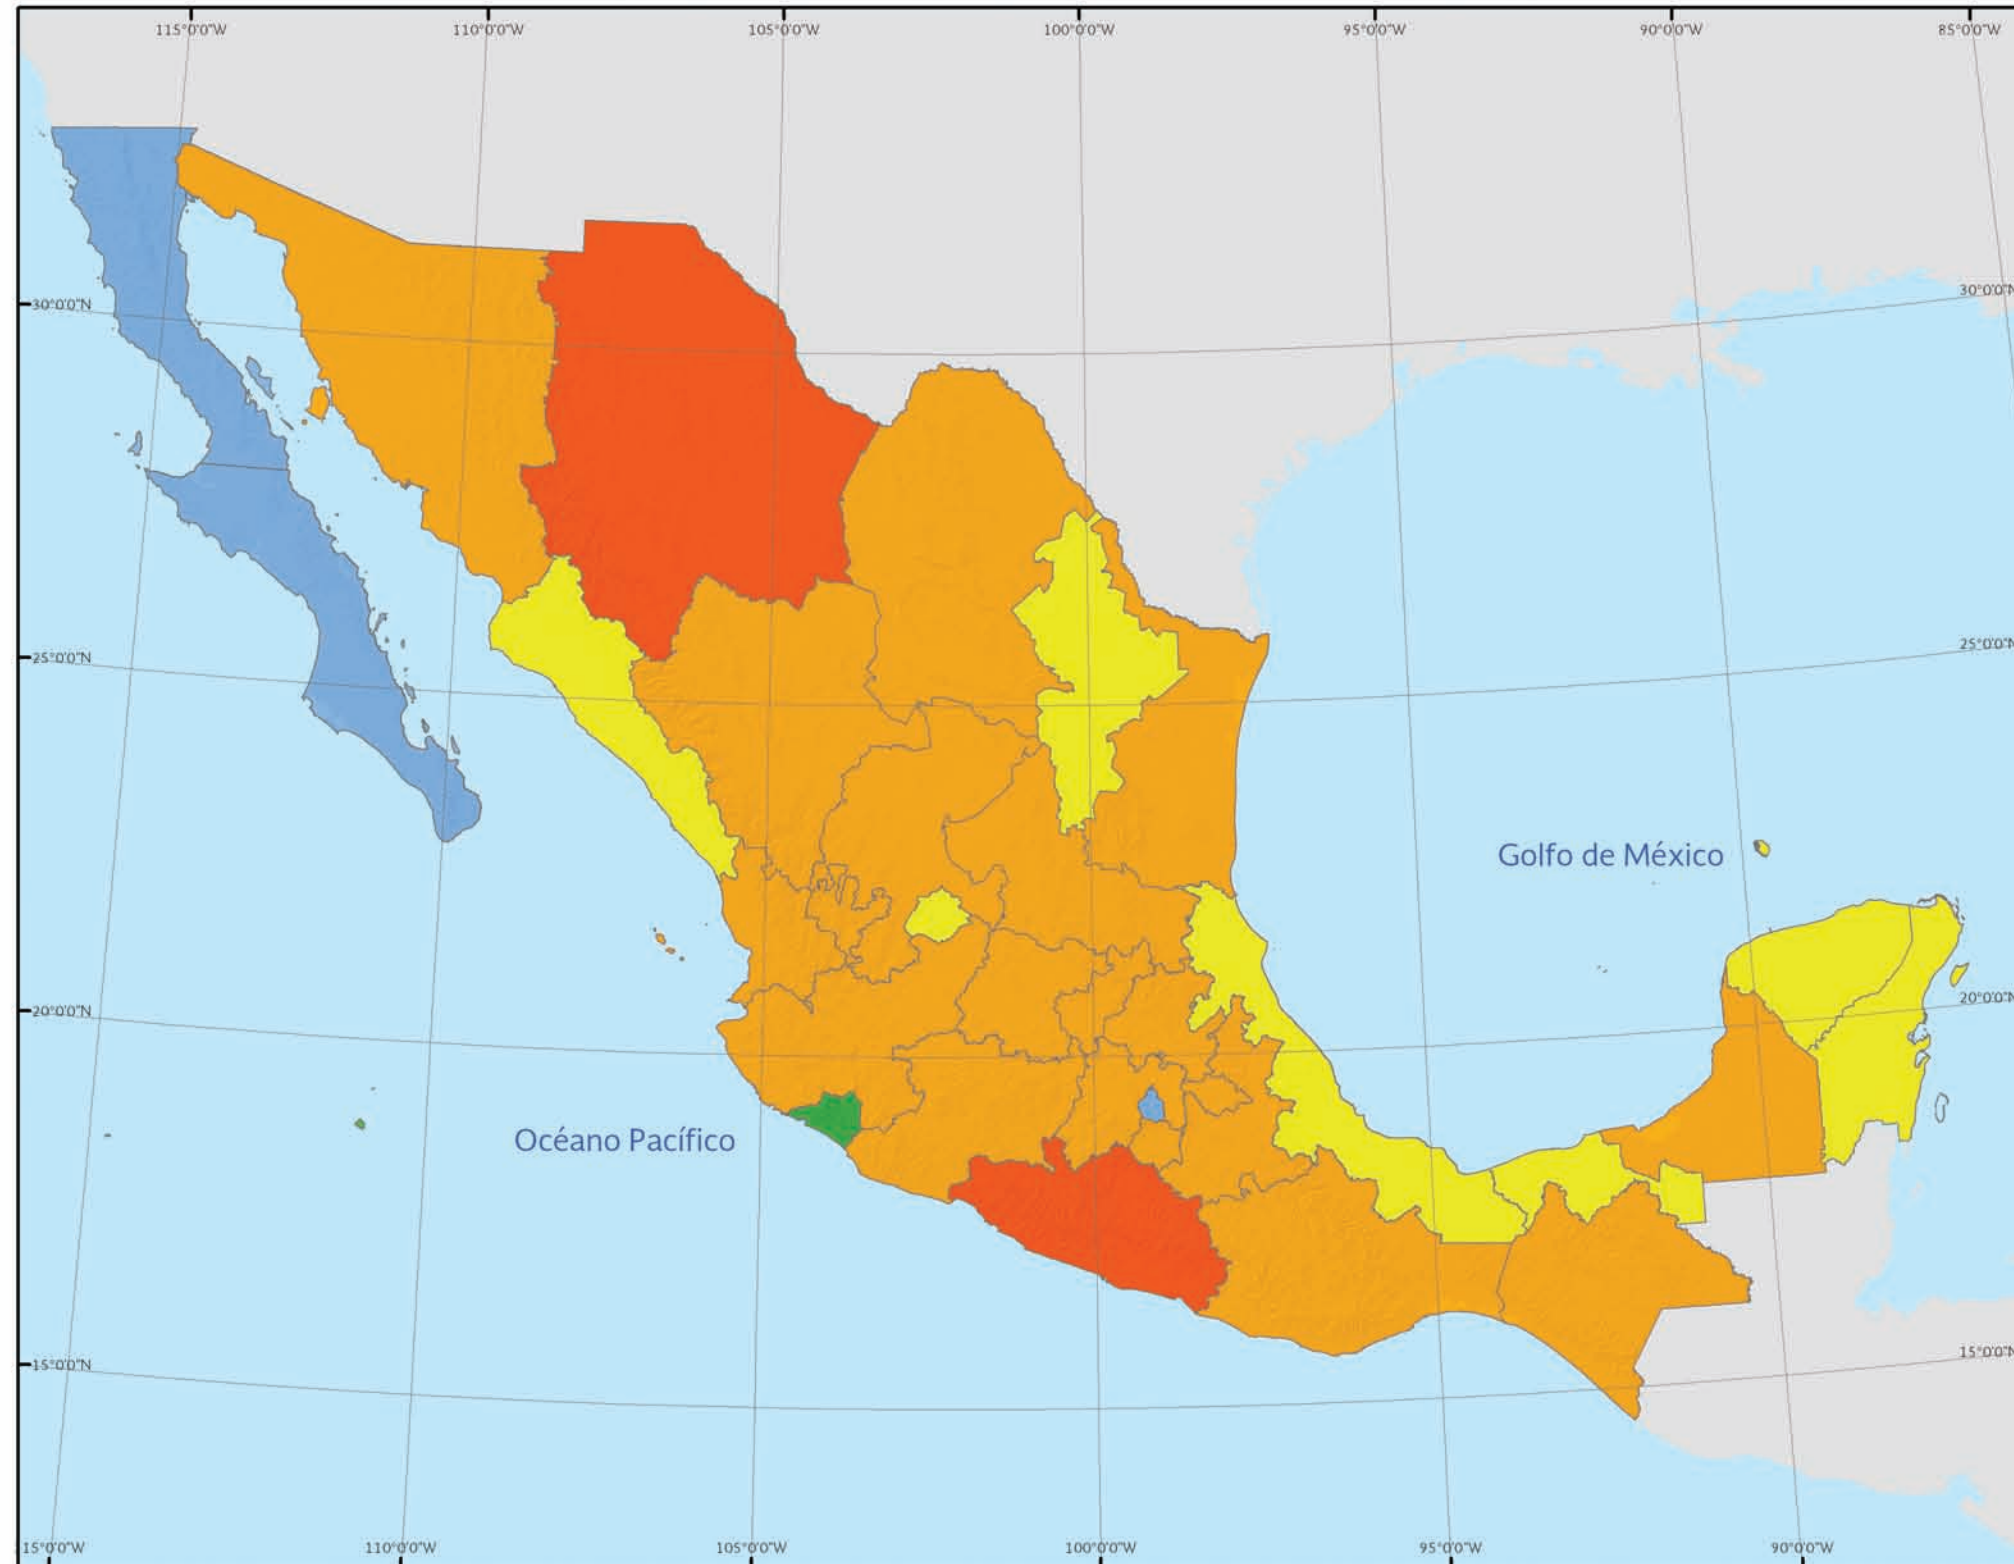 115°0'0"W 110°0'0"W 105°0'0"W 100°0'0"W 95°0'0"W 90°0'0"W 85°0'0"W
30°0'0"N 30°0'0"N
25°0'0"N 25°0'0"N
Golfo de México
20°0'0"N 20°0'0"N
Océano Pacífico
15°0'0"N 15°0'0"N
15°0'0"W 110°0'0"W 105°0'0"W 100°0'0"W 95°0'0"W 90°0'0"W